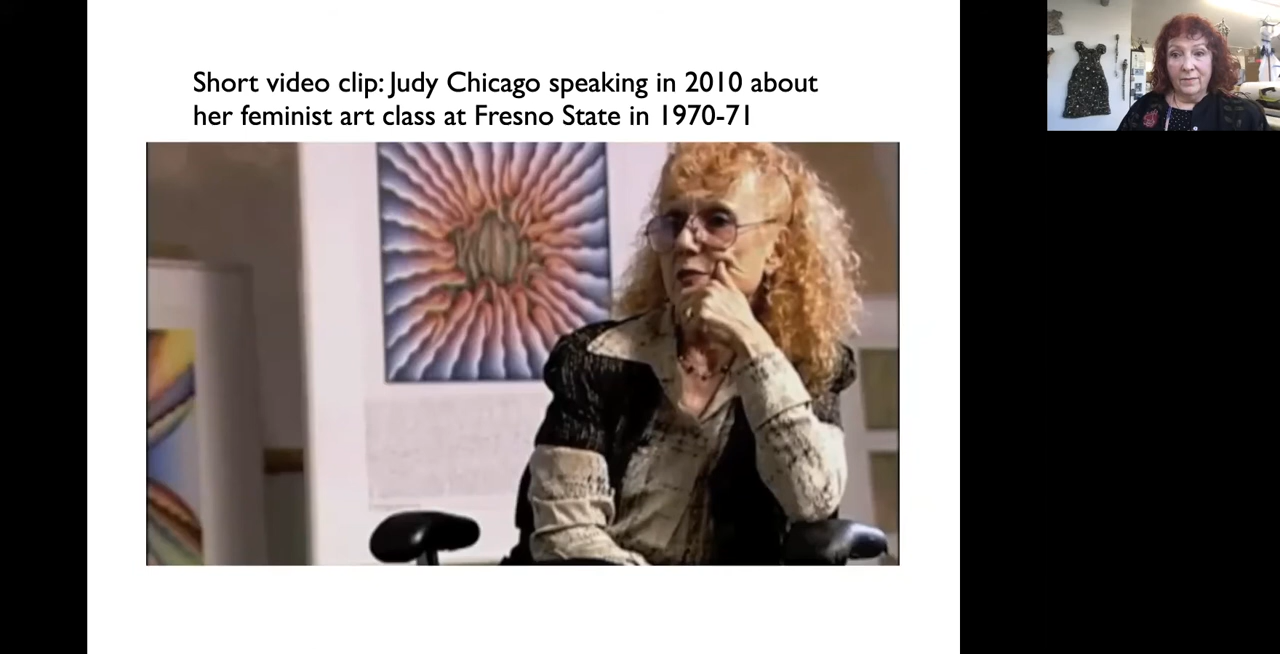 Short video clip: Judy Chicago speaking in 2010 about
her feminist art class at Fresno State in 1970-71